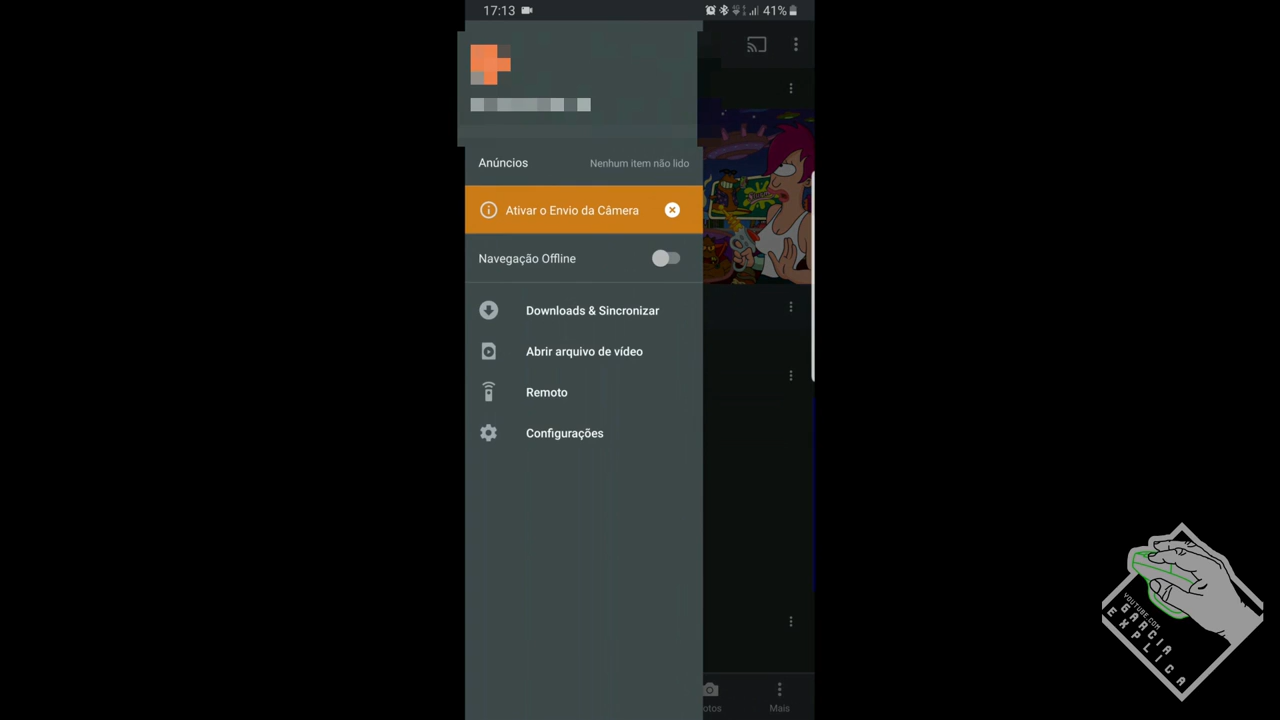 17:13
41%
Anúncios
Nenhum item não lido
Ativar o Envio da Câmera
Navegação Offline
Downloads & Sincronizar
Abrir arquivo de vídeo
Remoto
Configurações
otos
Mais
YOUTUBE.COM
GARCIA
EXPLICA